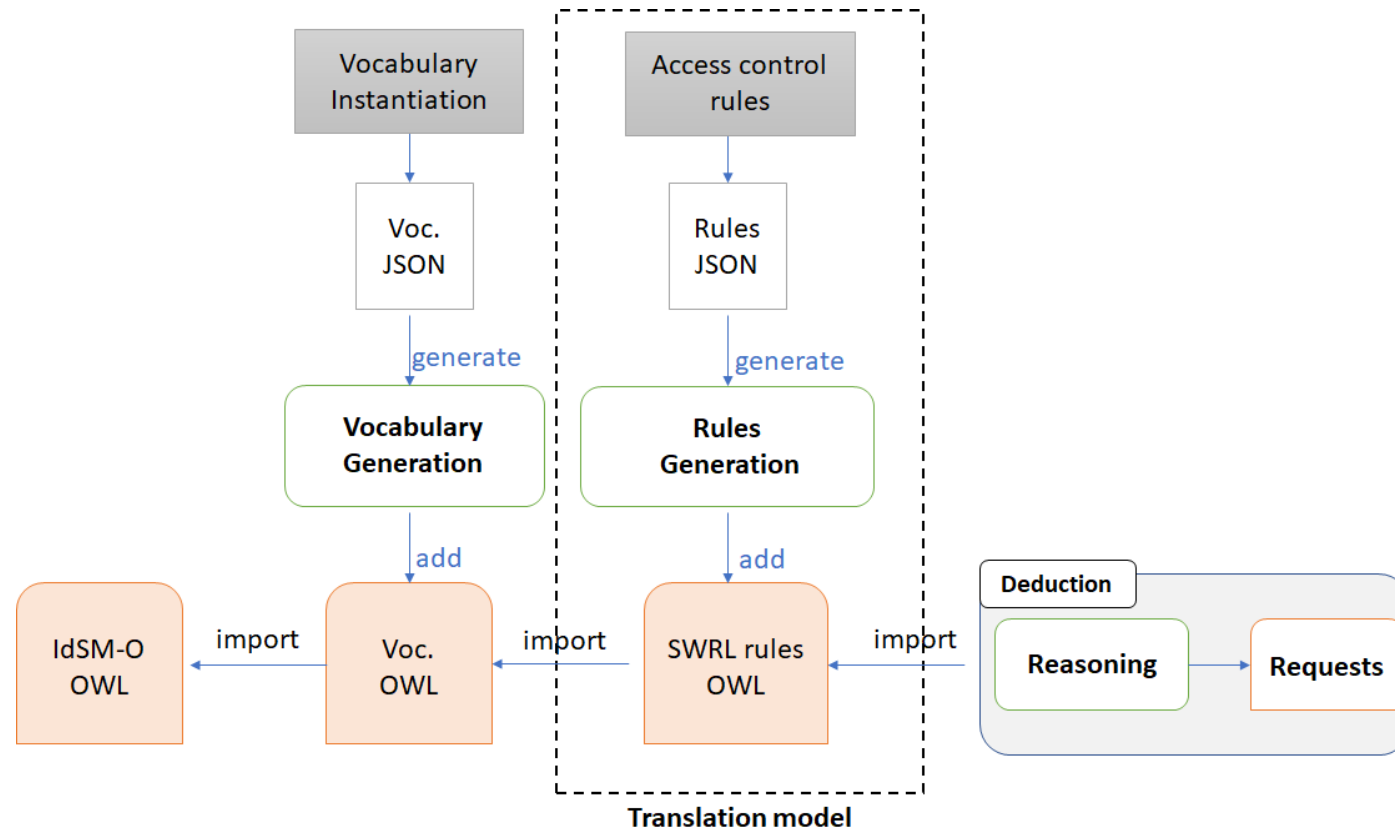 Vocabulary
Instantiation
Access control
rules
Voc.
JSON
Rules
JSON
generate
generate
Vocabulary
Generation
Rules
Generation
add
add
Deduction
IdSM-O
OWL
import
Voc.
OWL
import
SWRL rules
OWL
import
Reasoning
Requests
Translation model